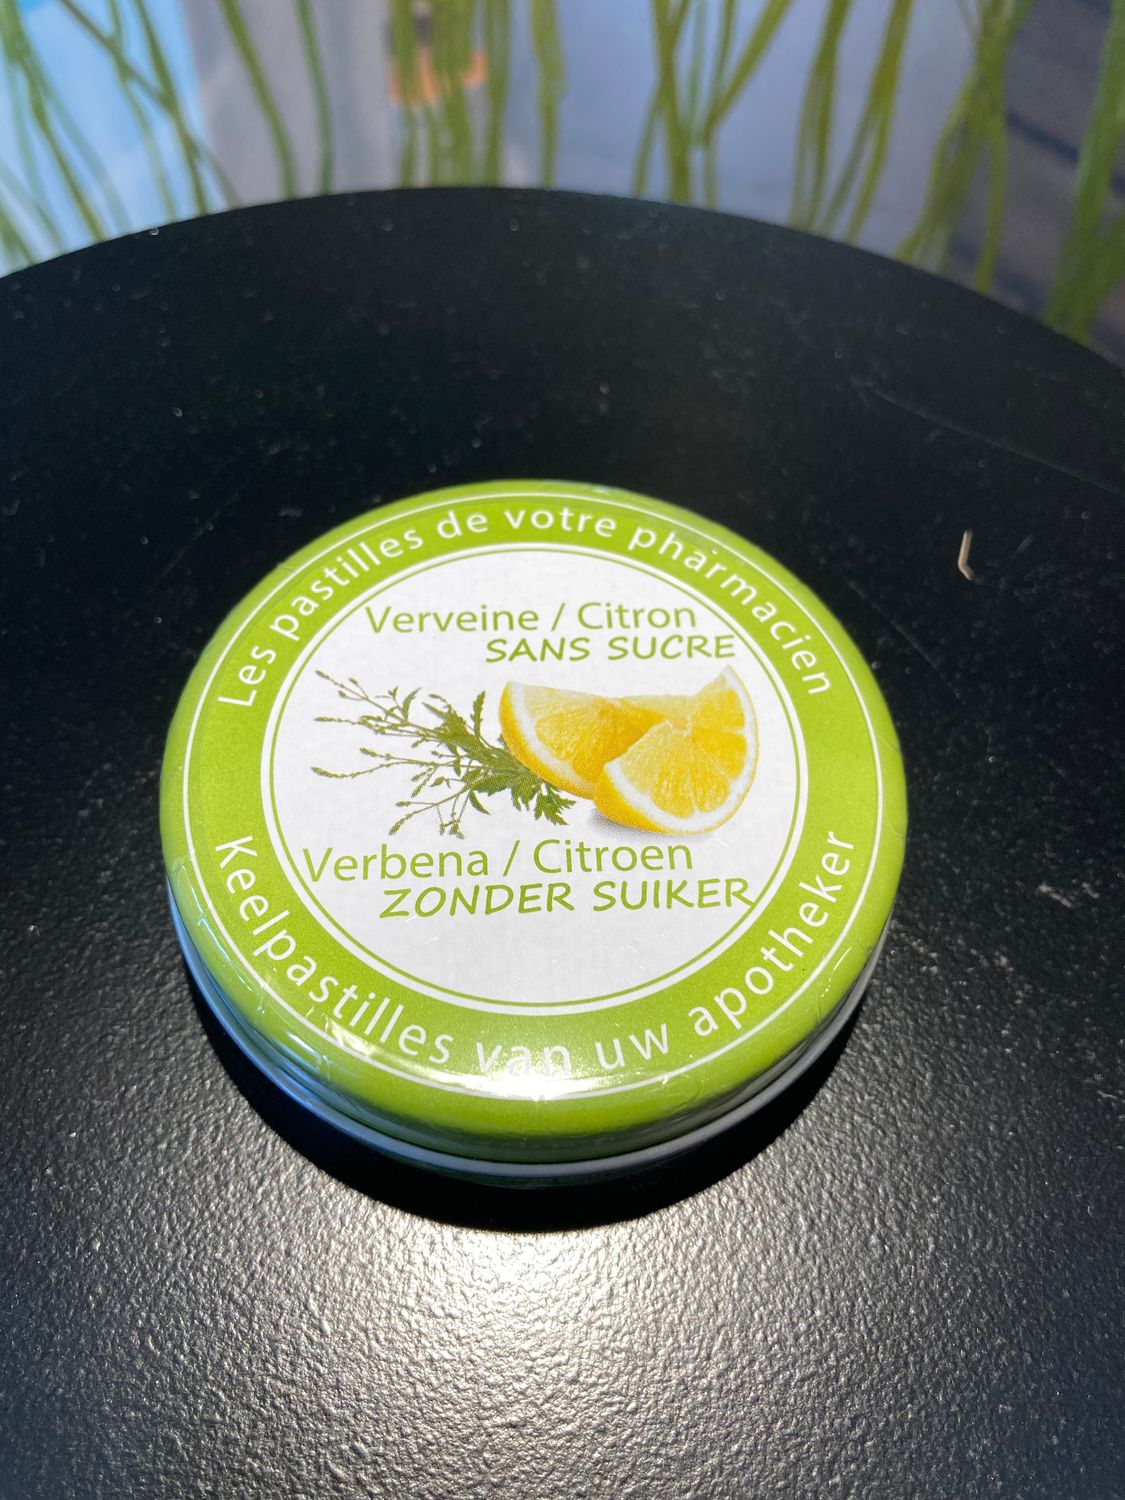 Les pastilles de votre pharmacien
Verveine / Citron
SANS SUCRE
Verbena / Citroen
ZONDER SUIKER
Keelpastilles van uw apotheker